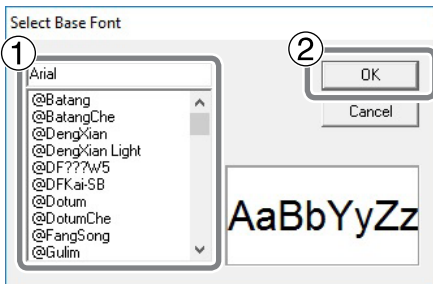 Select Base Font
1
2
Arial
OK
@Batang
@BatangChe
@DengXian
@DengXian Light
@DF???W5
@DFKai-SB
@Dotum
@DotumChe
@FangSong
@Gulim
Cancel
AaBbYyZz